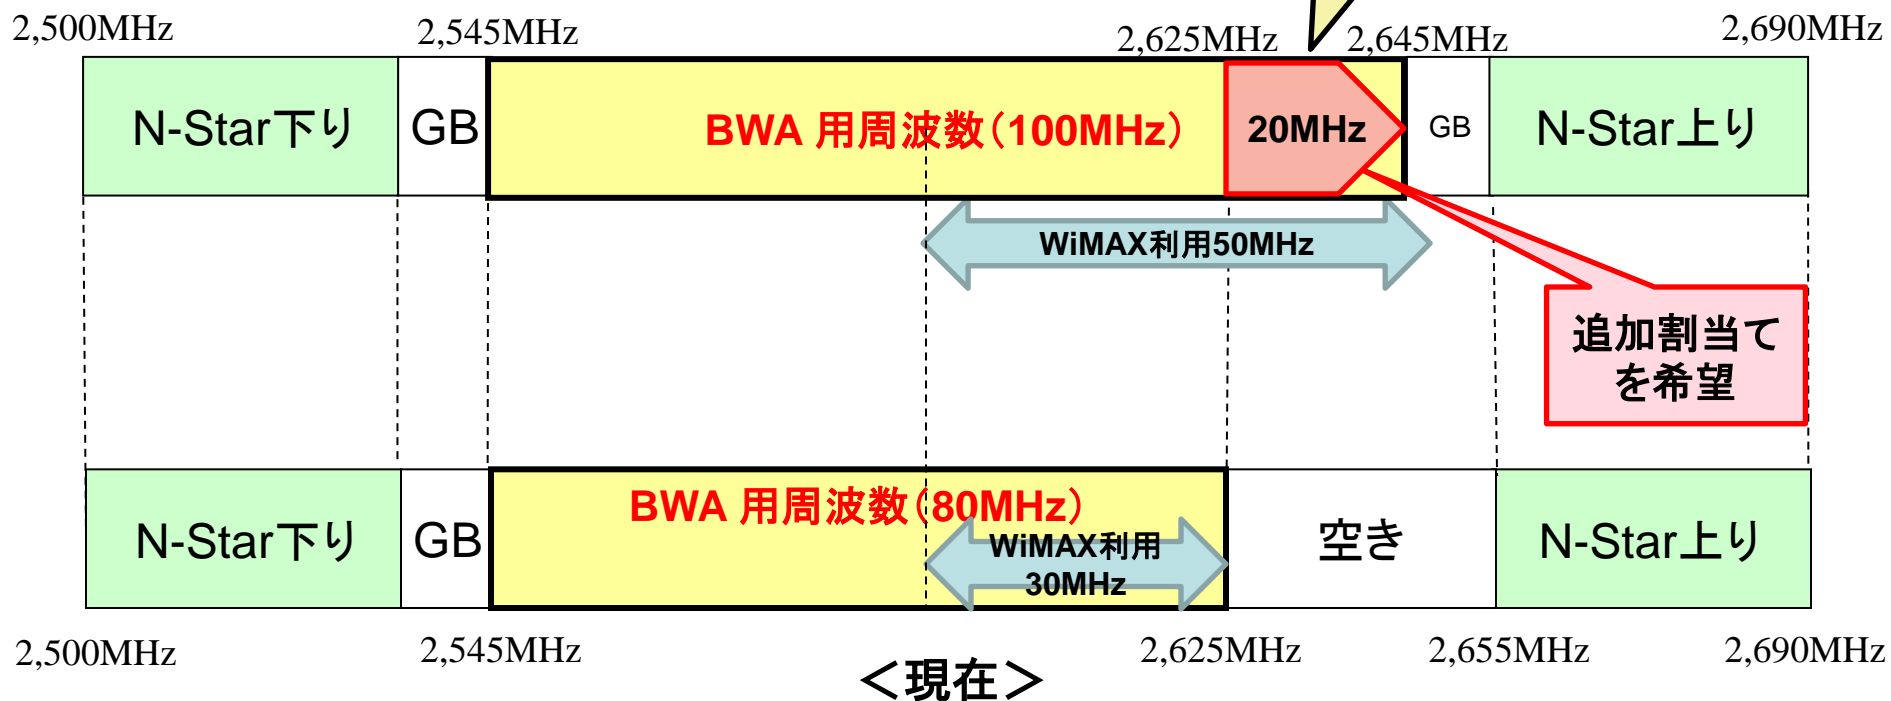 2,500MHz
2,545MHz
2,625MHz
2,645MHz
2,690MHz
N-Star下り
GB
BWA 用周波数（100MHz）
20MHz
GB
N-Star上り
WiMAX利用50MHz
追加割当て
を希望
N-Star下り
GB
BWA 用周波数（80MHz）
WiMAX利用
30MHz
空き
N-Star上り
2,500MHz
2,545MHz
2,625MHz
2,655MHz
2,690MHz
＜現在＞